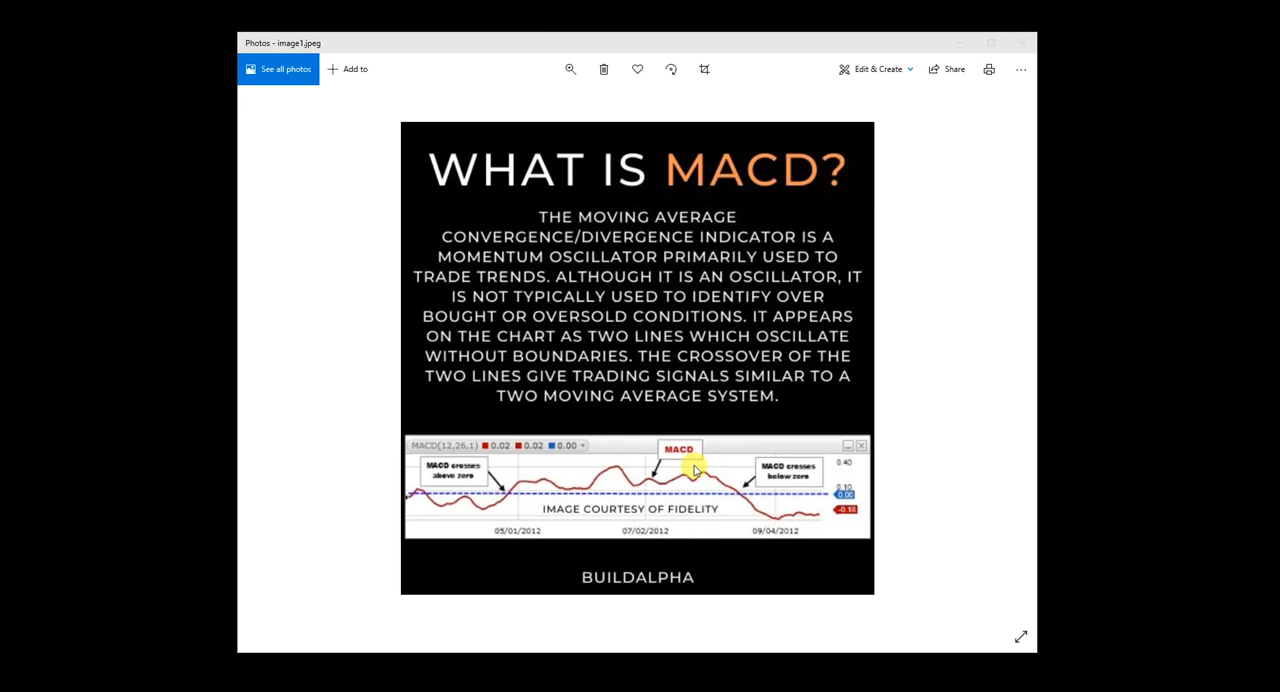 Photos - image1.jpeg
See all photos
Add to
Edit & Create
Share
WHAT IS MACD?
THE MOVING AVERAGE
CONVERGENCE/DIVERGENCE INDICATOR IS A
MOMENTUM OSCILLATOR PRIMARILY USED TO
TRADE TRENDS. ALTHOUGH IT IS AN OSCILLATOR, IT
IS NOT TYPICALLY USED TO IDENTIFY OVER
BOUGHT OR OVERSOLD CONDITIONS. IT APPEARS
ON THE CHART AS TWO LINES WHICH OSCILLATE
WITHOUT BOUNDARIES. THE CROSSOVER OF THE
TWO LINES GIVE TRADING SIGNALS SIMILAR TO A
TWO MOVING AVERAGE SYSTEM.
MACD(12,26,1) 0.02 0.02 0.00
MACD
MACD crosses
above zero
MACD crosses
below zero
0.40
0.10
0.00
-0.18
IMAGE COURTESY OF FIDELITY
05/01/2012 07/02/2012 09/04/2012
BUILDALPHA